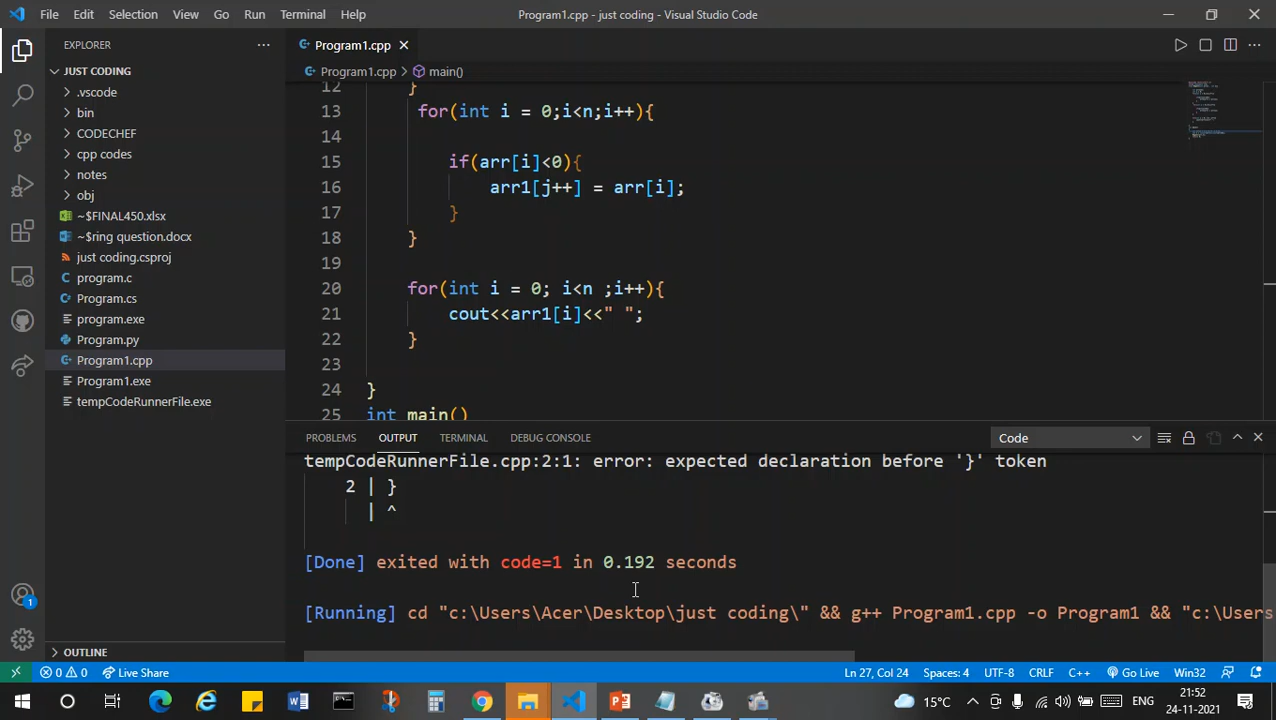 File Edit Selection View Go Run Terminal Help Program1.cpp - just coding - Visual Studio Code
EXPLORER
JUST CODING
.vscode
bin
CODECHEF
cpp codes
notes
obj
~$FINAL450.xlsx
~$ring question.docx
just coding.csproj
program.c
Program.cs
program.exe
Program.py
Program1.cpp
Program1.exe
tempCodeRunnerFile.exe
OUTLINE
Program1.cpp
Program1.cpp > main()
12 }
13 for(int i = 0;i<n;i++){
14
15 if(arr[i]<0){
16 arr1[j++] = arr[i];
17 }
18 }
19
20 for(int i = 0; i<n ;i++){
21 cout<<arr1[i]<<" ";
22 }
23
24 }
25 int main()
PROBLEMS OUTPUT TERMINAL DEBUG CONSOLE Code
tempCodeRunnerFile.cpp:2:1: error: expected declaration before '}' token
2 | }
| ^
[Done] exited with code=1 in 0.192 seconds
[Running] cd "c:\Users\Acer\Desktop\just coding\" && g++ Program1.cpp -o Program1 && "c:\Users
1
0 0 Live Share Ln 27, Col 24 Spaces: 4 UTF-8 CRLF C++ Go Live Win32
15°C ENG 21:52
24-11-2021